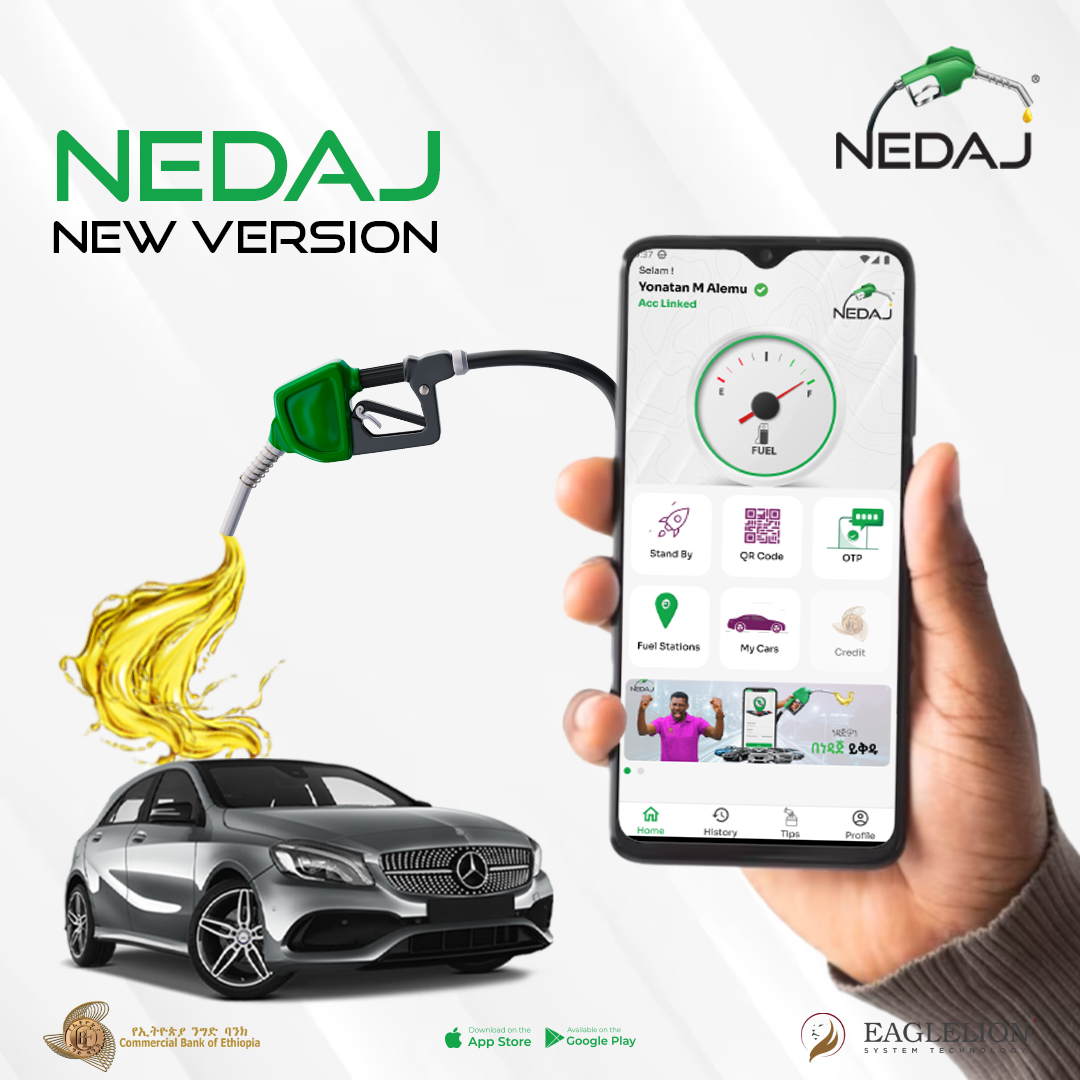 NEDAJ
NEW VERSION
NEDAJ
®
Selam !
Yonatan M Alemu
Acc Linked
NEDAJ
E
F
FUEL
Stand By
QR Code
OTP
Fuel Stations
My Cars
Credit
NEDAJ
በነዳጅ ይቅዱ
Home
History
Tips
Profile
የኢትዮጵያ ንግድ ባንክ
Commercial Bank of Ethiopia
Download on the
App Store
Available on the
Google Play
EAGLELION
SYSTEM TECHNOLOGY